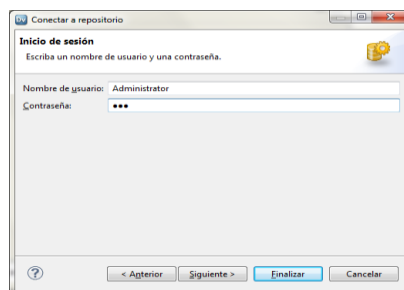 DV Conectar a repositorio
Inicio de sesión
Escriba un nombre de usuario y una contraseña.
Nombre de usuario: Administrator
Contraseña: •••
?
< Anterior Siguiente > Finalizar Cancelar